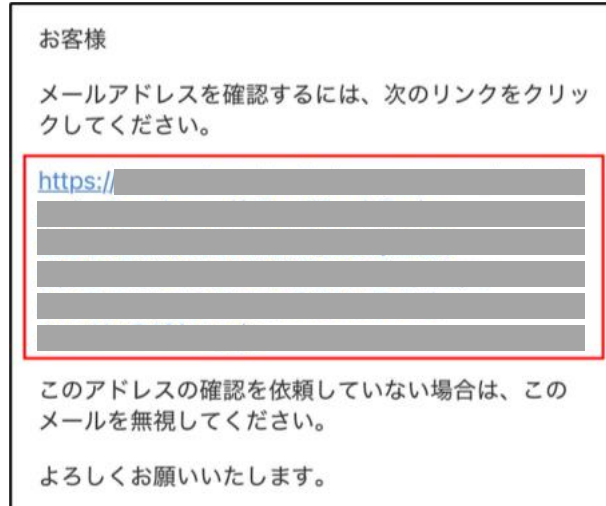 お客様
メールアドレスを確認するには、次のリンクをクリッ
クしてください。
https://
このアドレスの確認を依頼していない場合は、この
メールを無視してください。
よろしくお願いいたします。